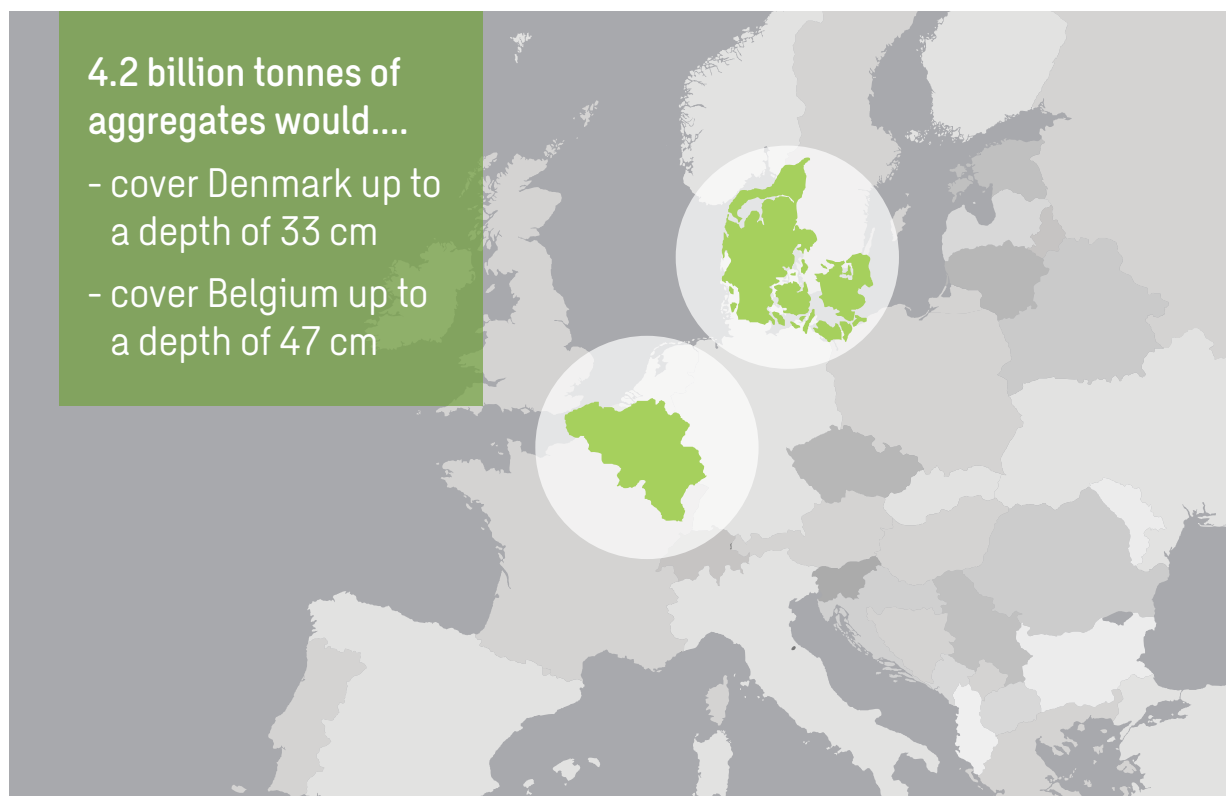 4.2 billion tonnes of
aggregates would....
- cover Denmark up to
a depth of 33 cm
- cover Belgium up to
a depth of 47 cm